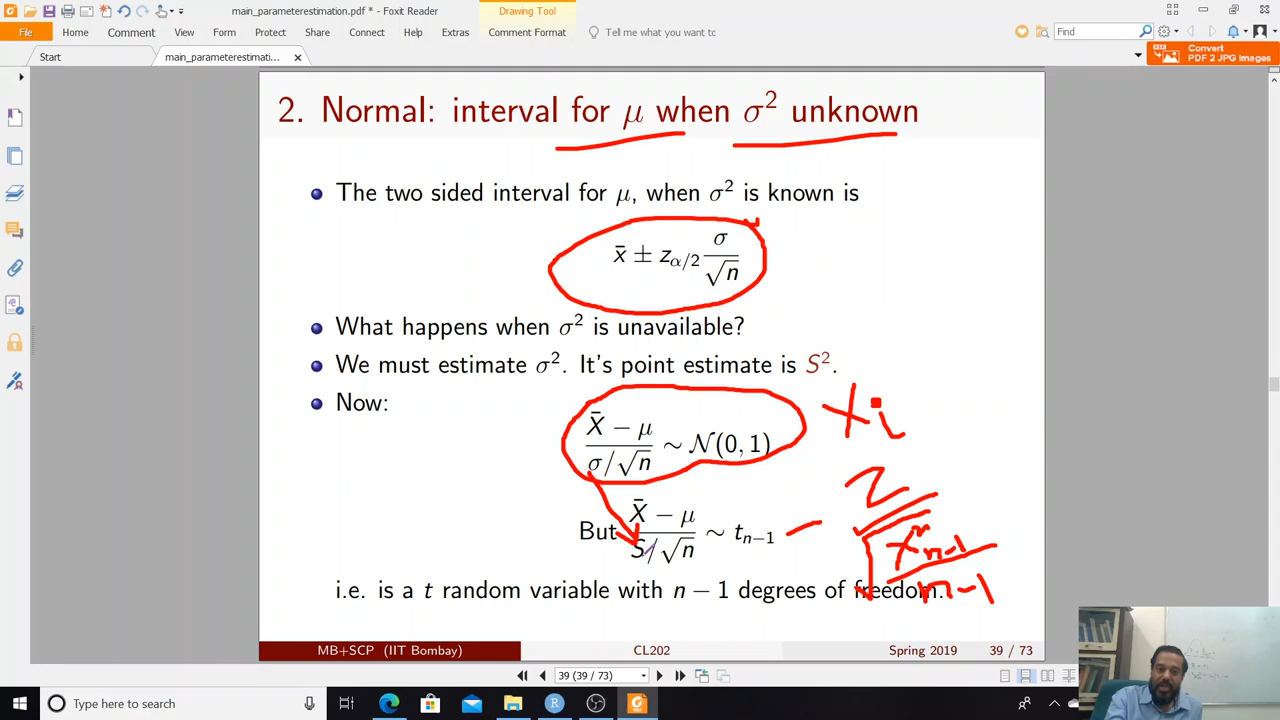 main_parameterestimation.pdf * - Foxit Reader
Drawing Tool
File Home Comment View Form Protect Share Connect Help Extras Comment Format Tell me what you want tc Find
Start main_parameterestimati... Convert
PDF 2 JPG Images
2. Normal: interval for μ when σ² unknown
The two sided interval for μ, when σ² is known is
x̄ ± z_{α/2} σ/√n
What happens when σ² is unavailable?
We must estimate σ². It's point estimate is S².
Now:
Xi
(X̄ − μ)/(σ/√n) ∼ N(0, 1)
But (X̄ − μ)/(S/√n) ∼ t_{n−1}
Z
X²n-1
n-1
i.e. is a t random variable with n − 1 degrees of freedom.
MB+SCP (IIT Bombay) CL202 Spring 2019 39 / 73
39 (39 / 73)
Type here to search